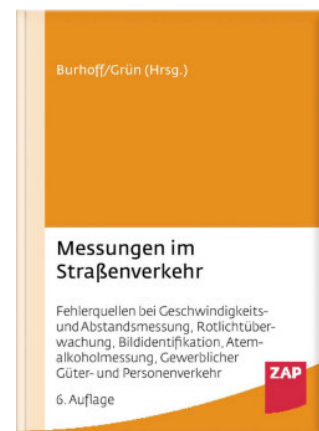 Burhoff/Grün (Hrsg.)
Messungen im
Straßenverkehr
Fehlerquellen bei Geschwindigkeits-
und Abstandsmessung, Rotlichtüber-
wachung, Bildidentifikation, Atem-
alkoholmessung, Gewerblicher
Güter- und Personenverkehr
ZAP
6. Auflage